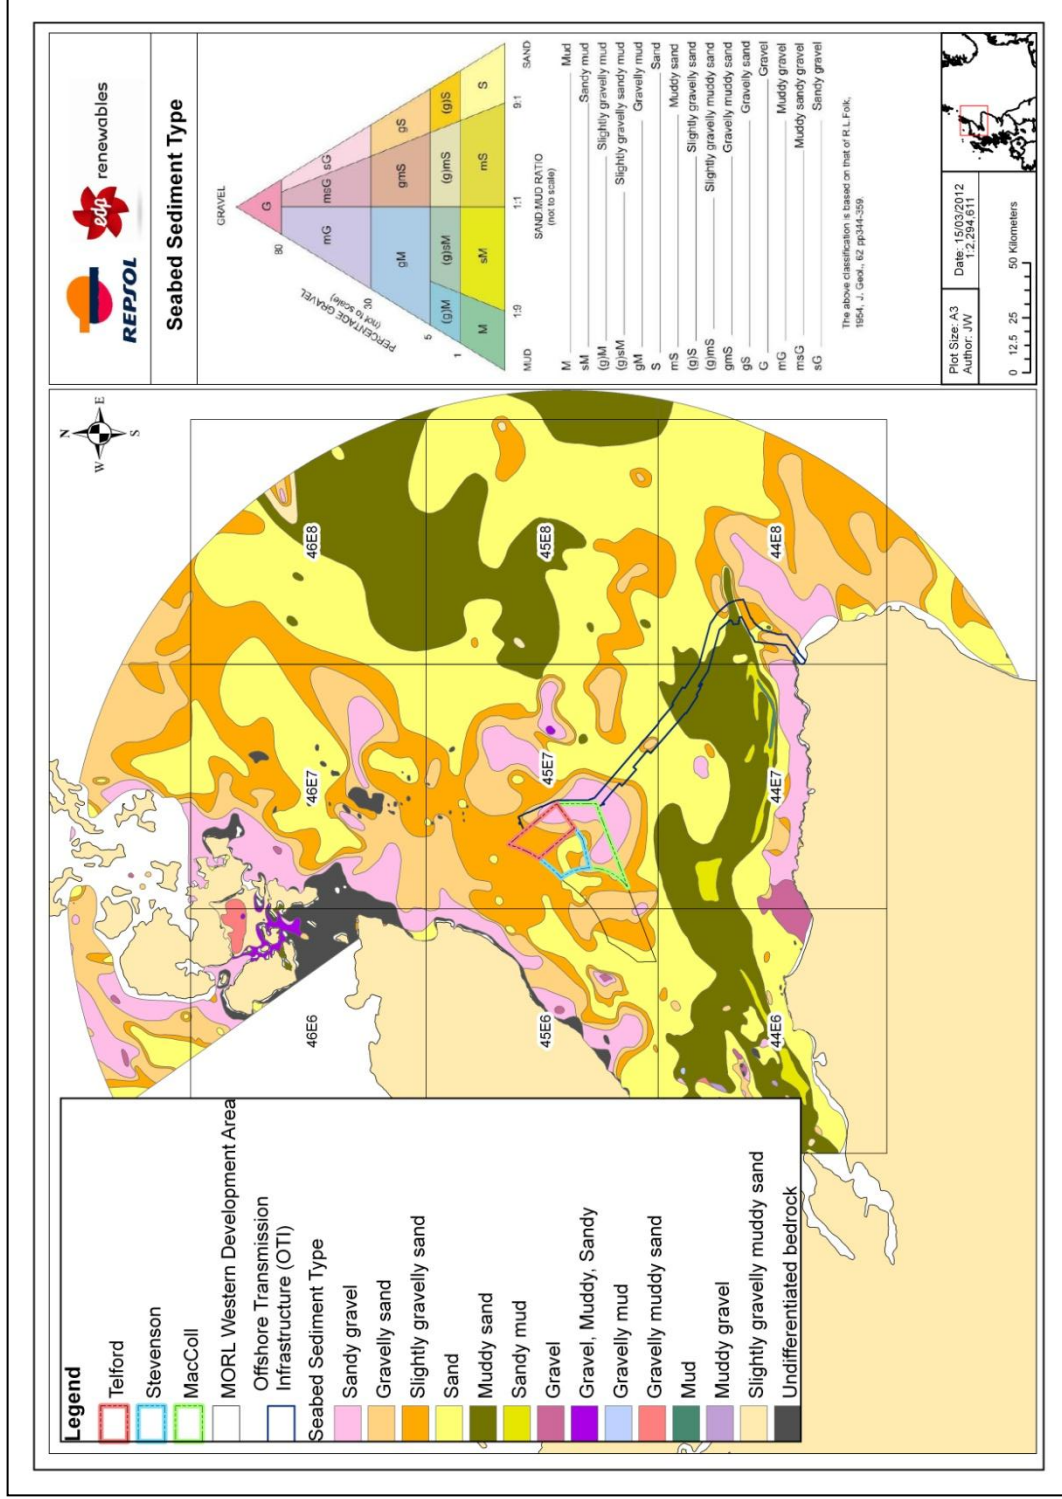 REPSOL
edp renewables
Seabed Sediment Type
GRAVEL
G
80
mG
msG
sG
PERCENTAGE GRAVEL
(not to scale)
30
gM
gmS
gS
5
(g)M
(g)sM
(g)mS
(g)S
1
M
sM
mS
S
MUD
1:9
1:1
9:1
SAND
SAND:MUD RATIO
(not to scale)
M Mud
sM Sandy mud
(g)M Slightly gravelly mud
(g)sM Slightly gravelly sandy mud
gM Gravelly mud
S Sand
mS Muddy sand
(g)S Slightly gravelly sand
(g)mS Slightly gravelly muddy sand
gmS Gravelly muddy sand
gS Gravelly sand
G Gravel
mG Muddy gravel
msG Muddy sandy gravel
sG Sandy gravel
The above classification is based on that of R.L.Folk,
1954, J. Geol., 62 pp344-359.
Plot Size: A3
Author: JW
Date: 15/03/2012
1:2,294,611
0 12.5 25 50 Kilometers
N
W E
S
46E6
46E7
46E8
45E6
45E7
45E8
44E6
44E7
44E8
Legend
Telford
Stevenson
MacColl
MORL Western Development Area
Offshore Transmission
Infrastructure (OTI)
Seabed Sediment Type
Sandy gravel
Gravelly sand
Slightly gravelly sand
Sand
Muddy sand
Sandy mud
Gravel
Gravel, Muddy, Sandy
Gravelly mud
Gravelly muddy sand
Mud
Muddy gravel
Slightly gravelly muddy sand
Undifferentiated bedrock